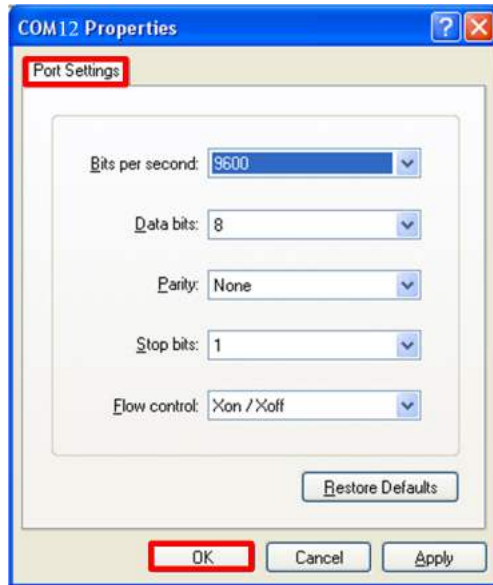 COM12 Properties
Port Settings
Bits per second: 9600
Data bits: 8
Parity: None
Stop bits: 1
Flow control: Xon / Xoff
Restore Defaults
OK Cancel Apply